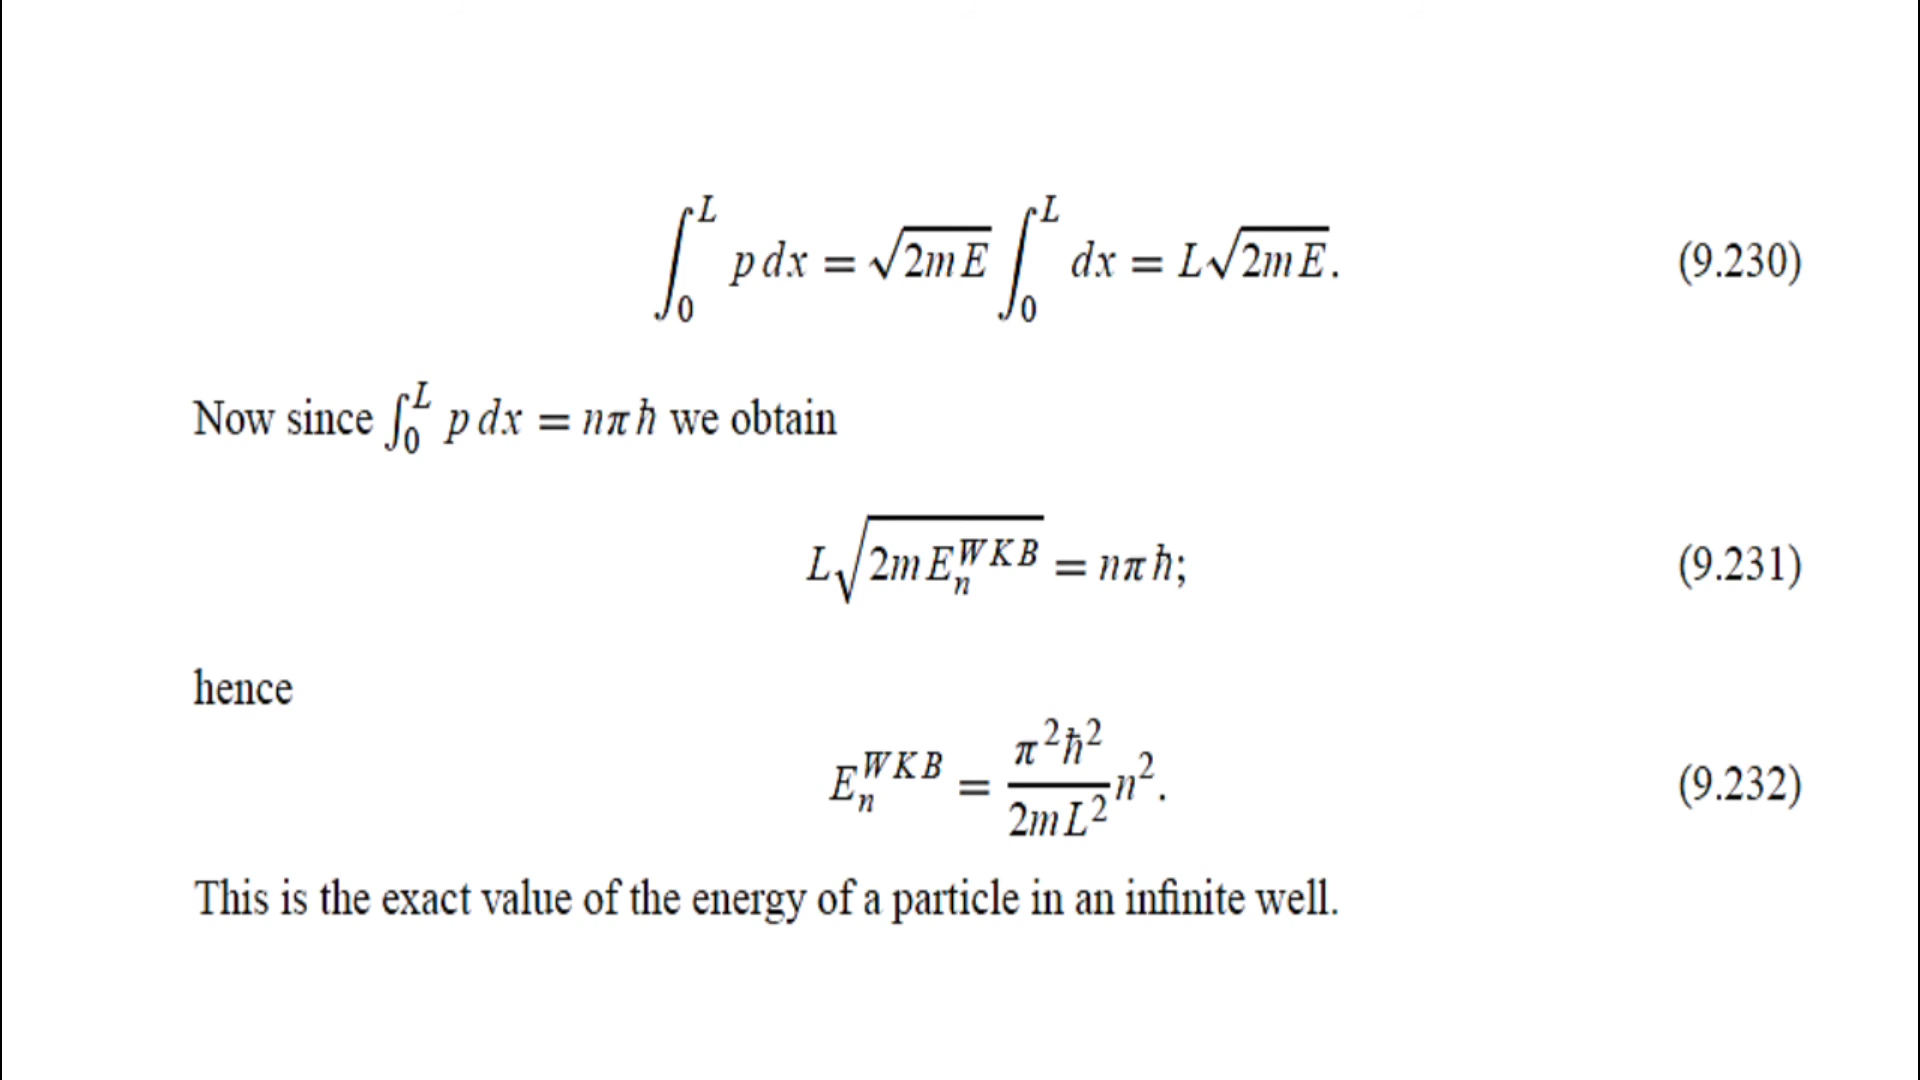 ∫₀ᴸ p dx = √(2mE) ∫₀ᴸ dx = L√(2mE). (9.230)
Now since ∫₀ᴸ p dx = nπℏ we obtain
L√(2mEₙ^{WKB}) = nπℏ; (9.231)
hence
Eₙ^{WKB} = (π²ℏ²)/(2mL²) n². (9.232)
This is the exact value of the energy of a particle in an infinite well.